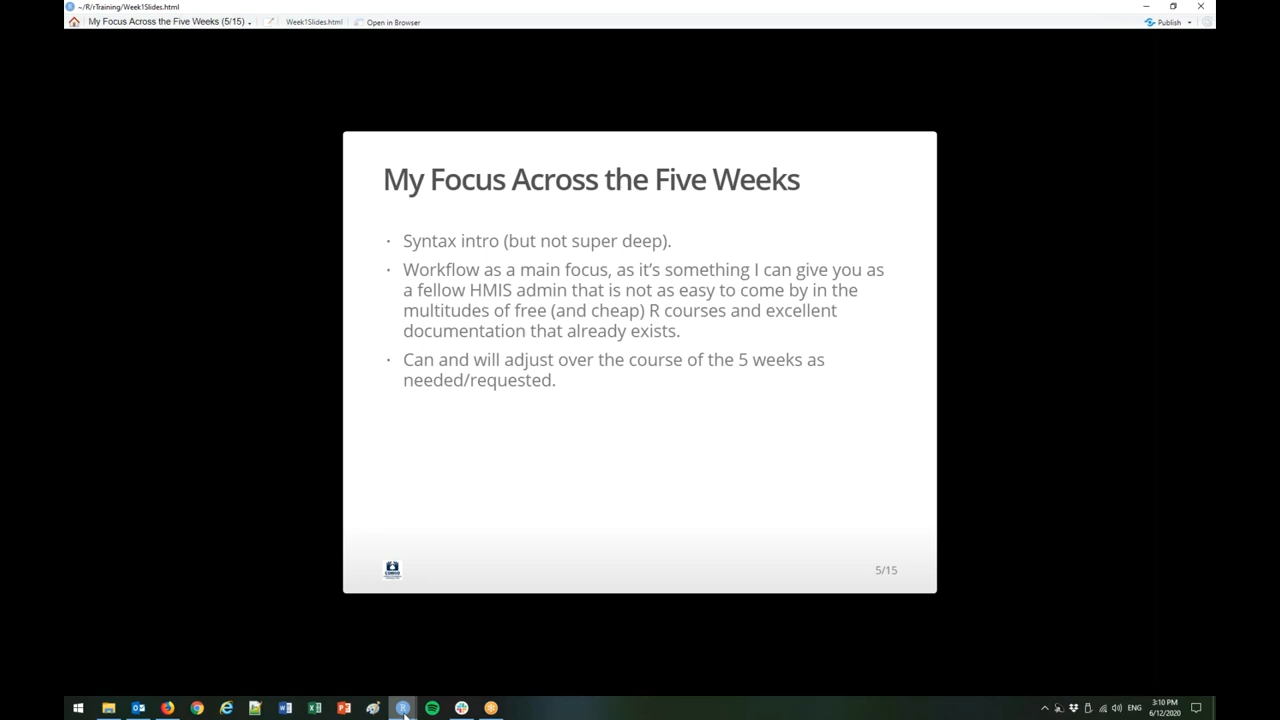 ~/R/rTraining/Week1Slides.html
My Focus Across the Five Weeks (5/15)
Week1Slides.html
Open in Browser
Publish
My Focus Across the Five Weeks
· Syntax intro (but not super deep).
· Workflow as a main focus, as it's something I can give you as
a fellow HMIS admin that is not as easy to come by in the
multitudes of free (and cheap) R courses and excellent
documentation that already exists.
· Can and will adjust over the course of the 5 weeks as
needed/requested.
5/15
3:10 PM
ENG
6/12/2020